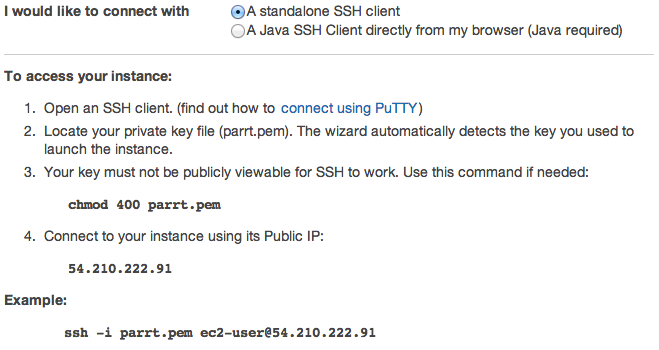 I would like to connect with A standalone SSH client
A Java SSH Client directly from my browser (Java required)
To access your instance:
1. Open an SSH client. (find out how to connect using PuTTY)
2. Locate your private key file (parrt.pem). The wizard automatically detects the key you used to
launch the instance.
3. Your key must not be publicly viewable for SSH to work. Use this command if needed:
chmod 400 parrt.pem
4. Connect to your instance using its Public IP:
54.210.222.91
Example:
ssh -i parrt.pem ec2-user@54.210.222.91